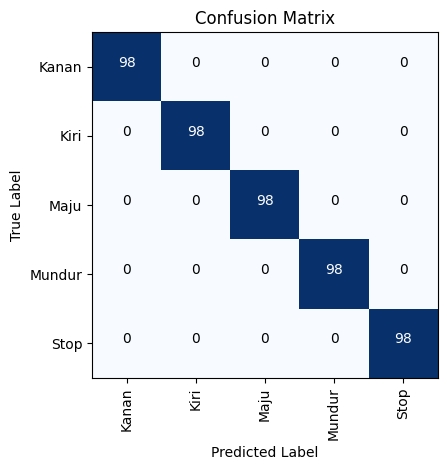 Confusion Matrix
True Label
Kanan 98 0 0 0 0
Kiri 0 98 0 0 0
Maju 0 0 98 0 0
Mundur 0 0 0 98 0
Stop 0 0 0 0 98
Kanan Kiri Maju Mundur Stop
Predicted Label